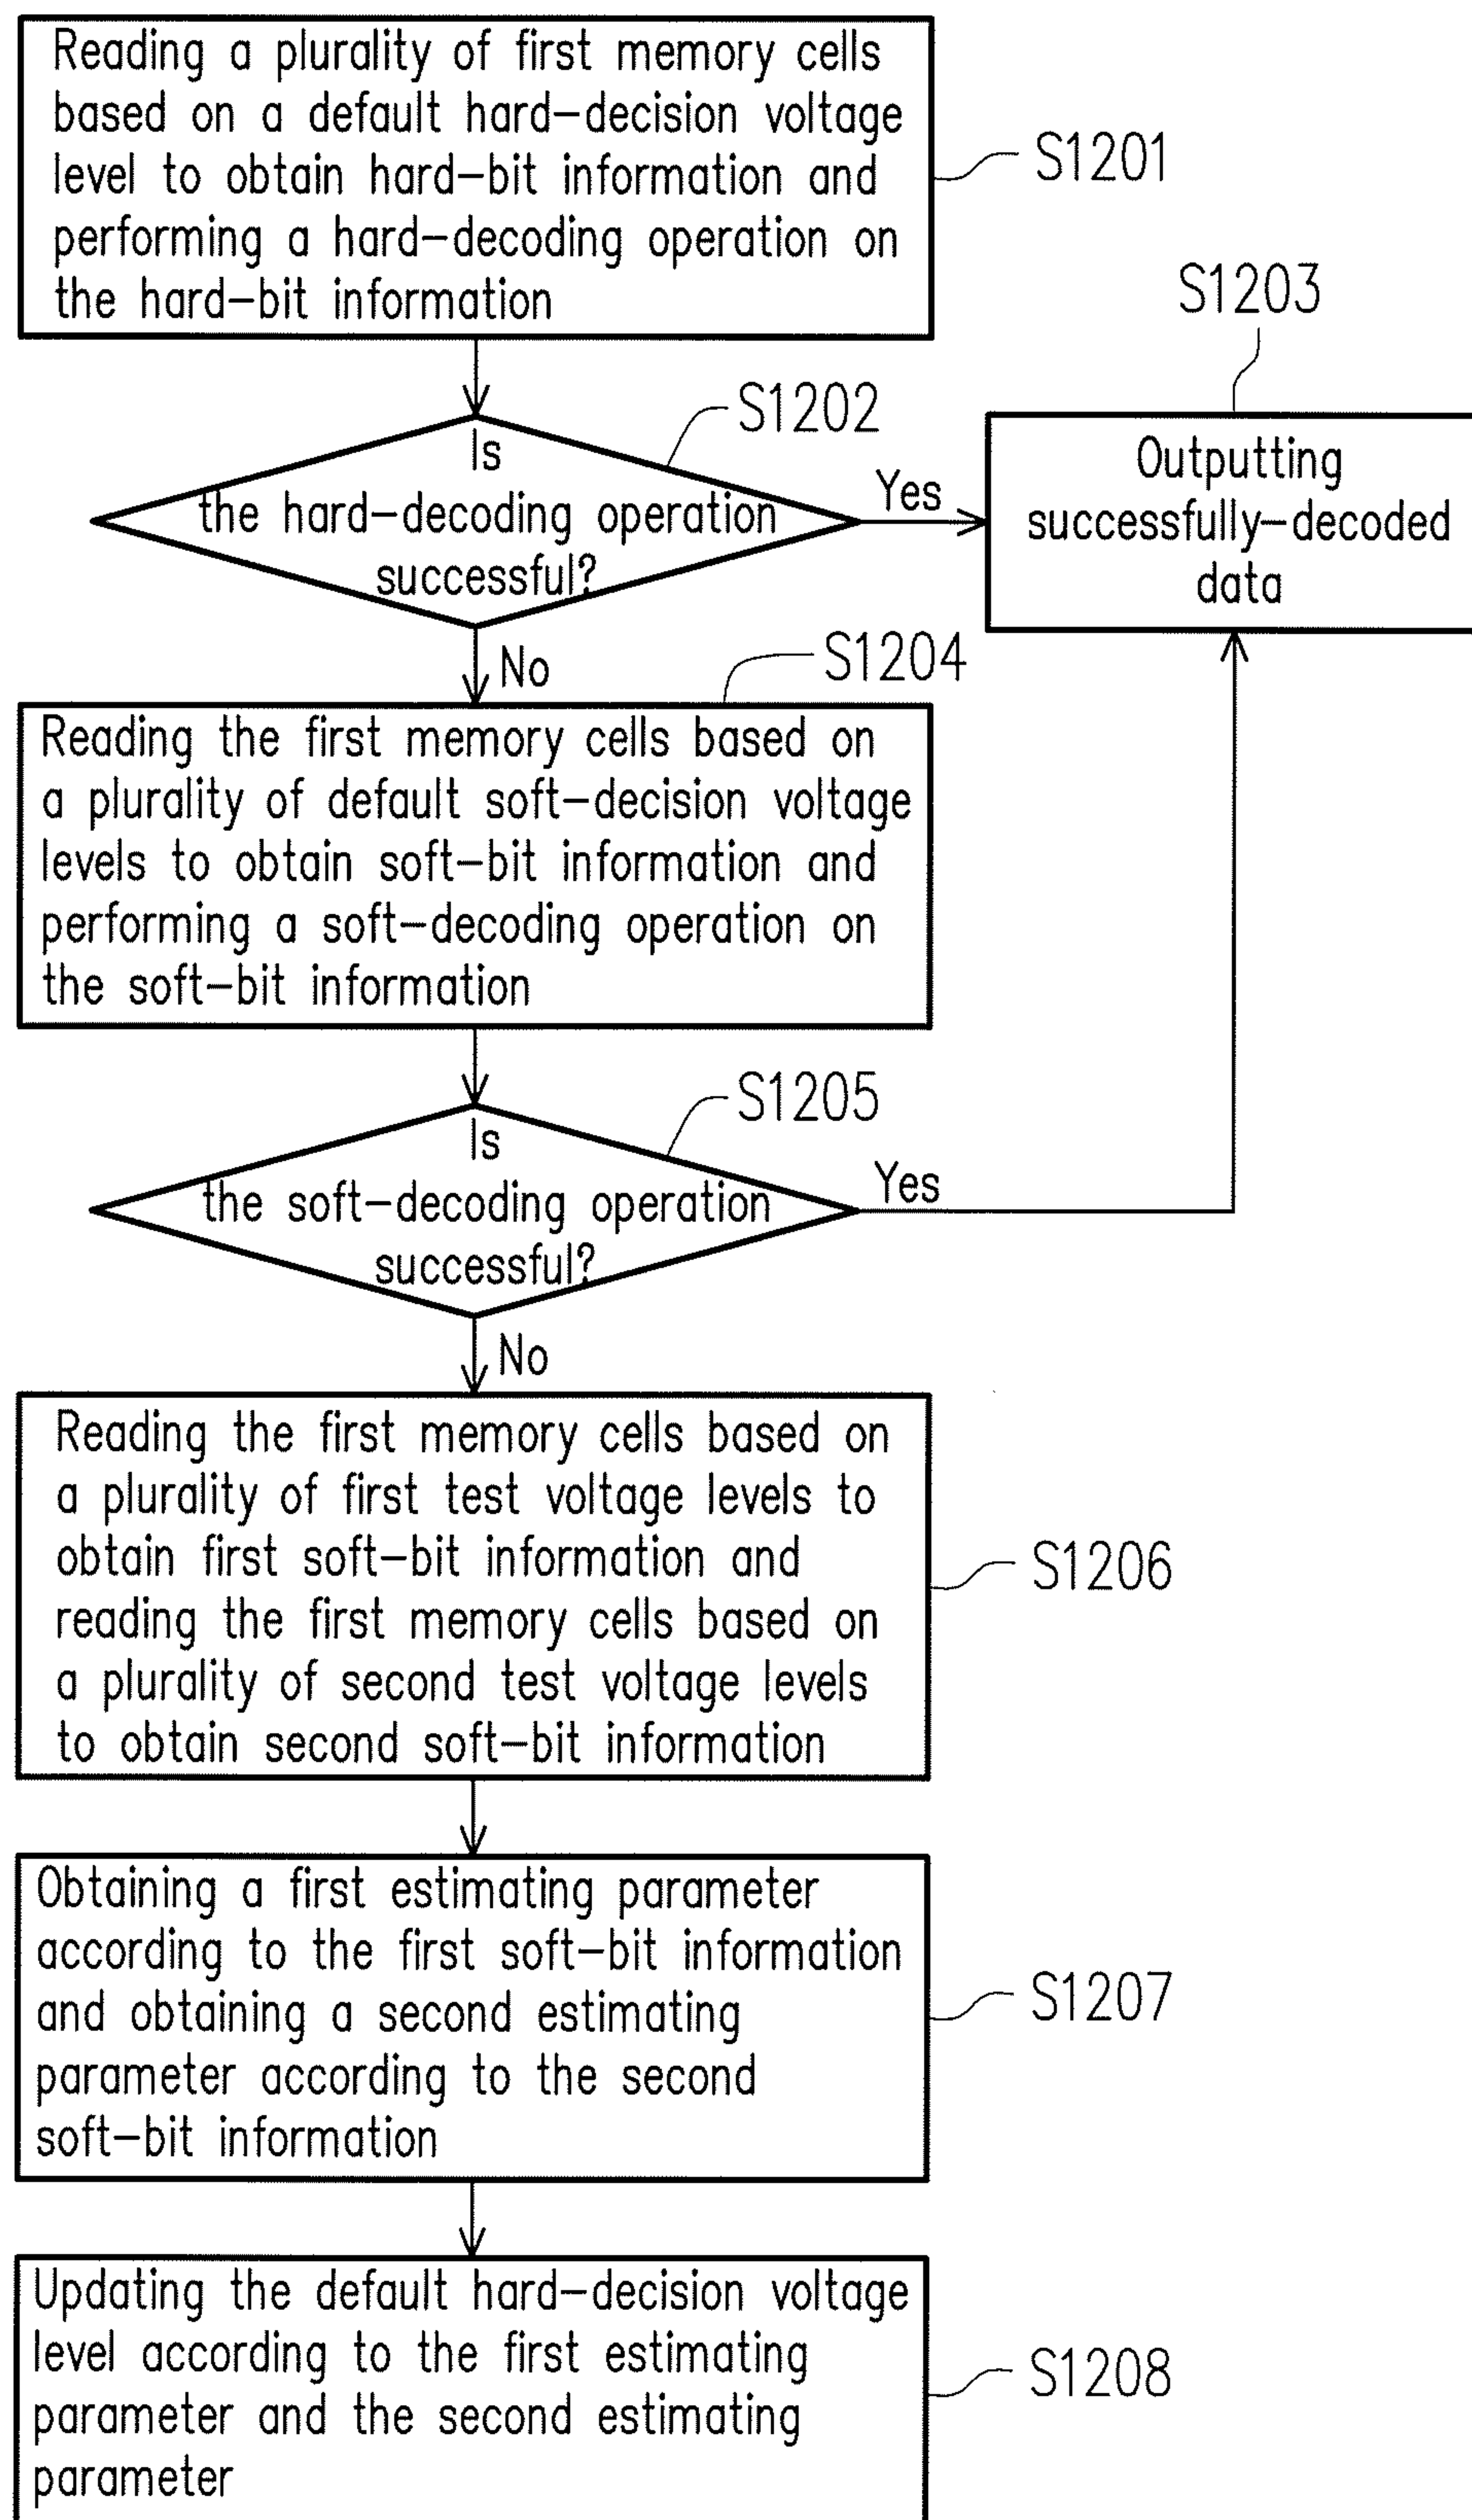 Reading a plurality of first memory cells
based on a default hard-decision voltage
level to obtain hard-bit information and
performing a hard-decoding operation on
the hard-bit information
S1201
S1203
S1202
Is
the hard-decoding operation
successful?
Yes
Outputting
successfully-decoded
data
No
S1204
Reading the first memory cells based on
a plurality of default soft-decision voltage
levels to obtain soft-bit information and
performing a soft-decoding operation on
the soft-bit information
S1205
Is
the soft-decoding operation
successful?
Yes
No
Reading the first memory cells based on
a plurality of first test voltage levels to
obtain first soft-bit information and
reading the first memory cells based on
a plurality of second test voltage levels
to obtain second soft-bit information
S1206
Obtaining a first estimating parameter
according to the first soft-bit information
and obtaining a second estimating
parameter according to the second
soft-bit information
S1207
Updating the default hard-decision voltage
level according to the first estimating
parameter and the second estimating
parameter
S1208